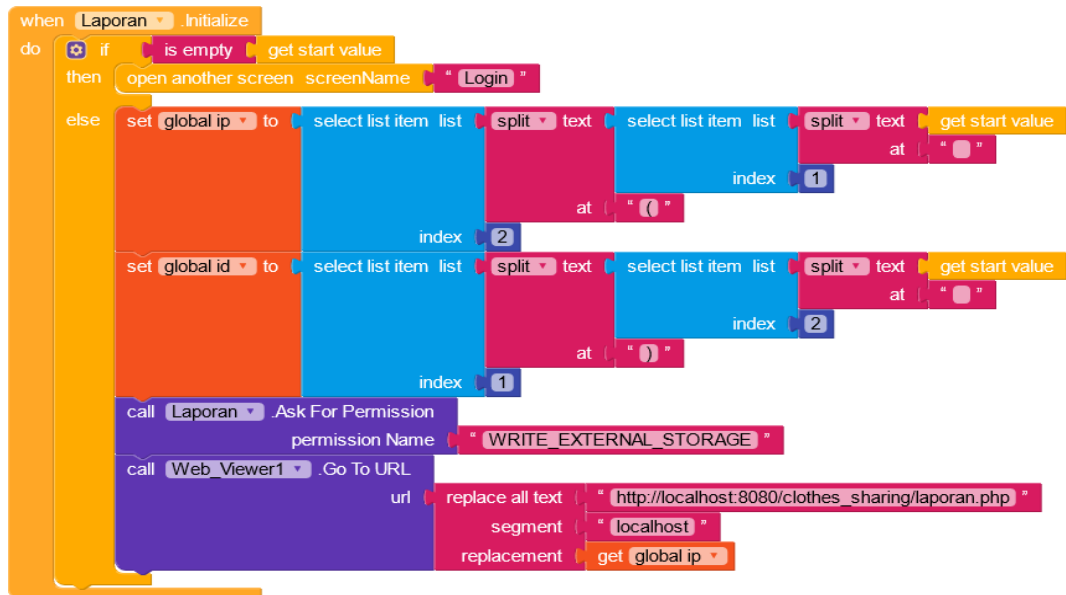 when Laporan .Initialize
do if is empty get start value
then open another screen screenName " Login "
else set global ip to select list item list split text select list item list split text get start value
at " "
index 1
at " ( "
index 2
set global id to select list item list split text select list item list split text get start value
at " "
index 2
at " ) "
index 1
call Laporan .Ask For Permission
permission Name " WRITE_EXTERNAL_STORAGE "
call Web_Viewer1 .Go To URL
url replace all text " http://localhost:8080/clothes_sharing/laporan.php "
segment " localhost "
replacement get global ip